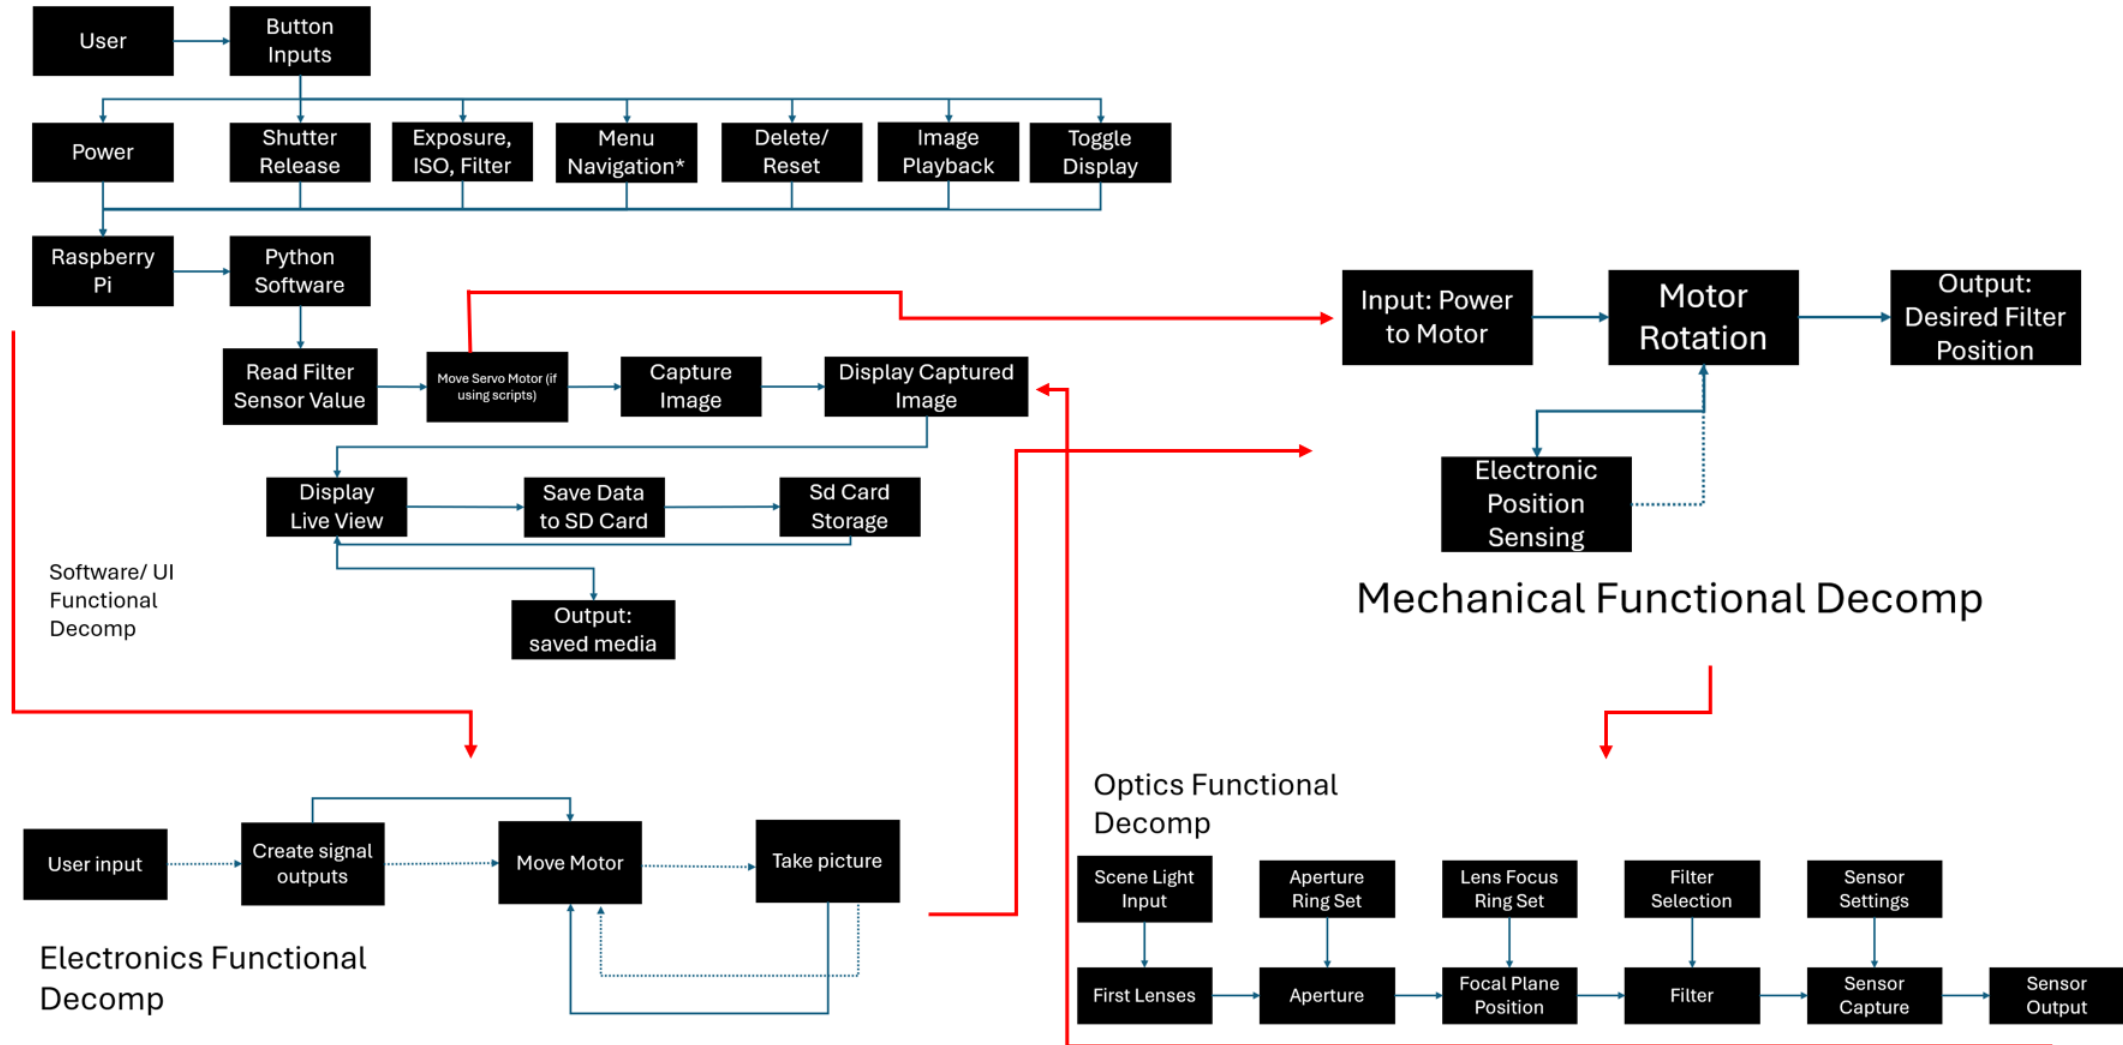 User
Button
Inputs
Power
Shutter
Release
Exposure,
ISO, Filter
Menu
Navigation*
Delete/
Reset
Image
Playback
Toggle
Display
Raspberry
Pi
Python
Software
Read Filter
Sensor Value
Move Servo Motor (if
using scripts)
Capture
Image
Display Captured
Image
Display
Live View
Save Data
to SD Card
Sd Card
Storage
Output:
saved media
Software/ UI
Functional
Decomp
Input: Power
to Motor
Motor
Rotation
Output:
Desired Filter
Position
Electronic
Position
Sensing
Mechanical Functional Decomp
User input
Create signal
outputs
Move Motor
Take picture
Electronics Functional
Decomp
Optics Functional
Decomp
Scene Light
Input
Aperture
Ring Set
Lens Focus
Ring Set
Filter
Selection
Sensor
Settings
First Lenses
Aperture
Focal Plane
Position
Filter
Sensor
Capture
Sensor
Output